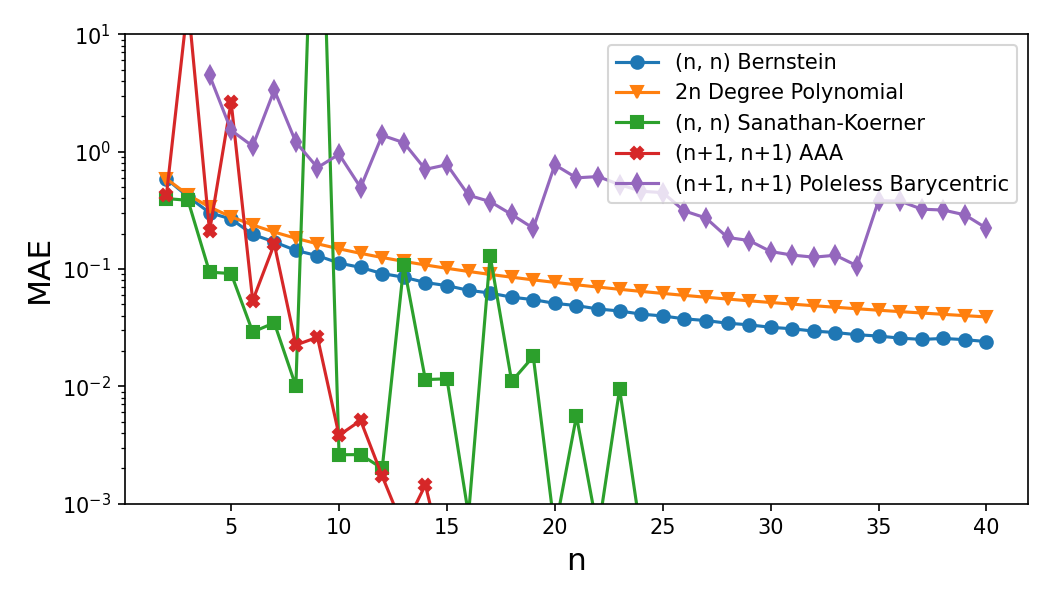 MAE
10¹
10⁰
10⁻¹
10⁻²
10⁻³
(n, n) Bernstein
2n Degree Polynomial
(n, n) Sanathan-Koerner
(n+1, n+1) AAA
(n+1, n+1) Poleless Barycentric
5 10 15 20 25 30 35 40
n